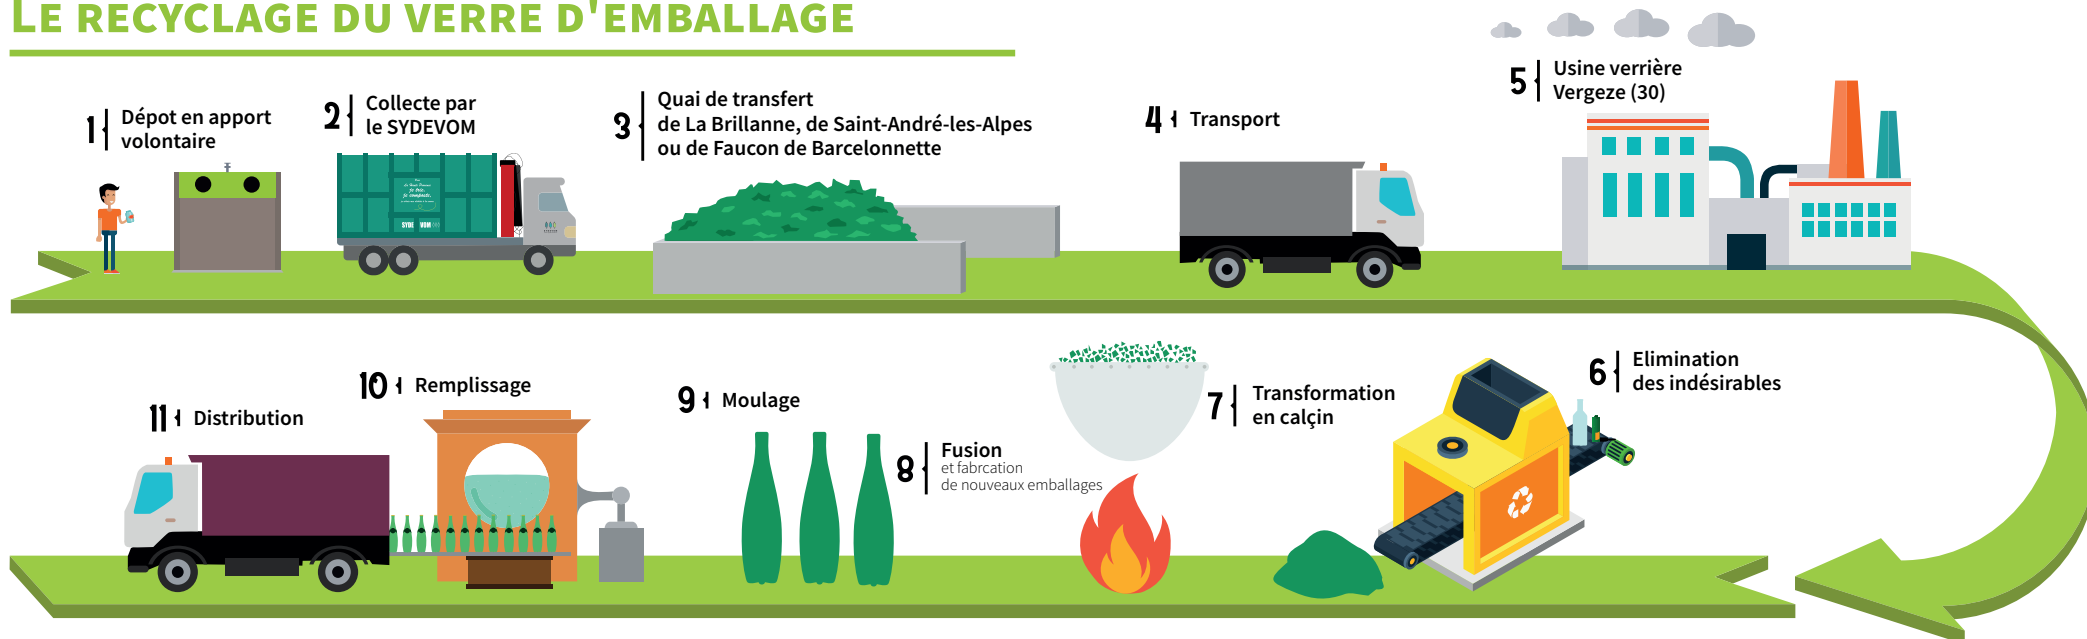 LE RECYCLAGE DU VERRE D'EMBALLAGE
1 Dépot en apport
volontaire
2 Collecte par
le SYDEVOM
3 Quai de transfert
de La Brillanne, de Saint-André-les-Alpes
ou de Faucon de Barcelonnette
4 Transport
5 Usine verrière
Vergeze (30)
SYDE VOM
6 Elimination
des indésirables
7 Transformation
en calçin
8 Fusion
et fabrcation
de nouveaux emballages
9 Moulage
10 Remplissage
11 Distribution